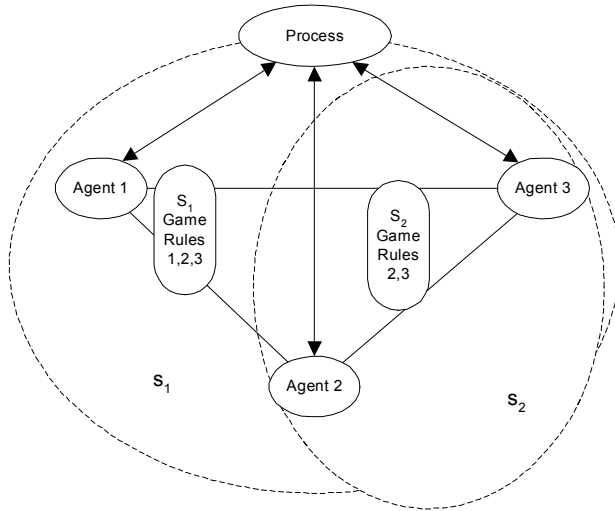 Process
Agent 1
Agent 3
S1
Game
Rules
1,2,3
S2
Game
Rules
2,3
Agent 2
s1
s2